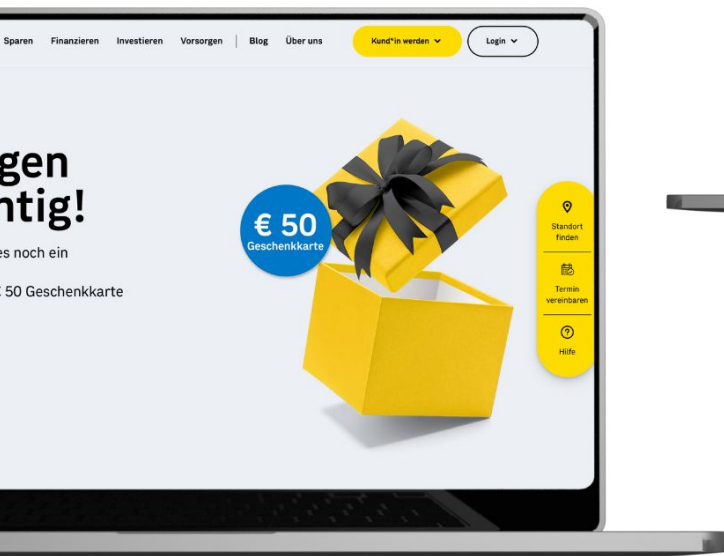 Sparen Finanzieren Investieren Vorsorgen | Blog Über uns Kund*in werden Login
gen
htig!
es noch ein
€ 50 Geschenkkarte
€ 50
Geschenkkarte
Standort
finden
Termin
vereinbaren
Hilfe